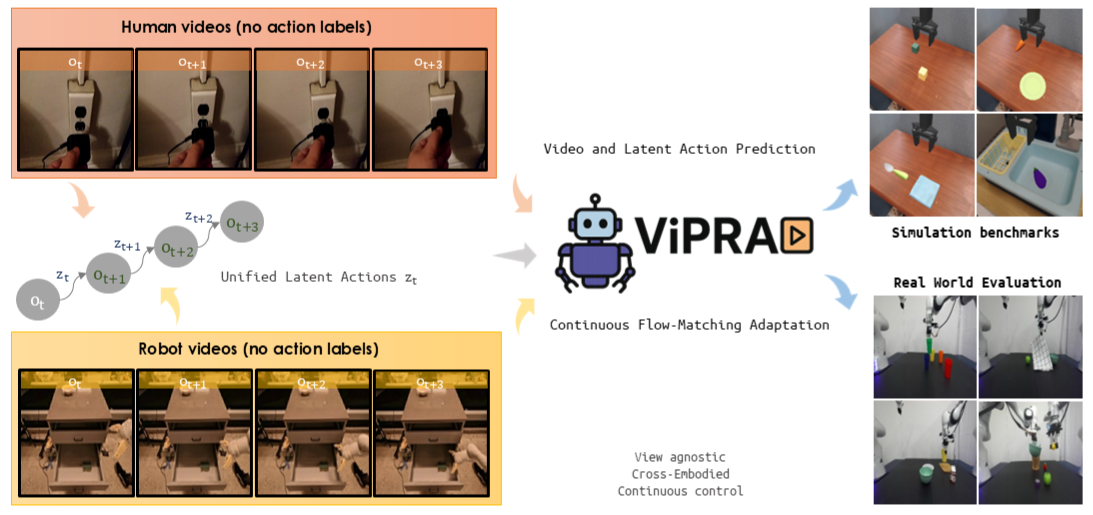 Human videos (no action labels)
o_t
o_{t+1}
o_{t+2}
o_{t+3}
z_t
z_{t+1}
z_{t+2}
o_t
o_{t+1}
o_{t+2}
o_{t+3}
Unified Latent Actions z_t
Robot videos (no action labels)
o_t
o_{t+1}
o_{t+2}
o_{t+3}
Video and Latent Action Prediction
ViPRA
Continuous Flow-Matching Adaptation
View agnostic
Cross-Embodied
Continuous control
Simulation benchmarks
Real World Evaluation